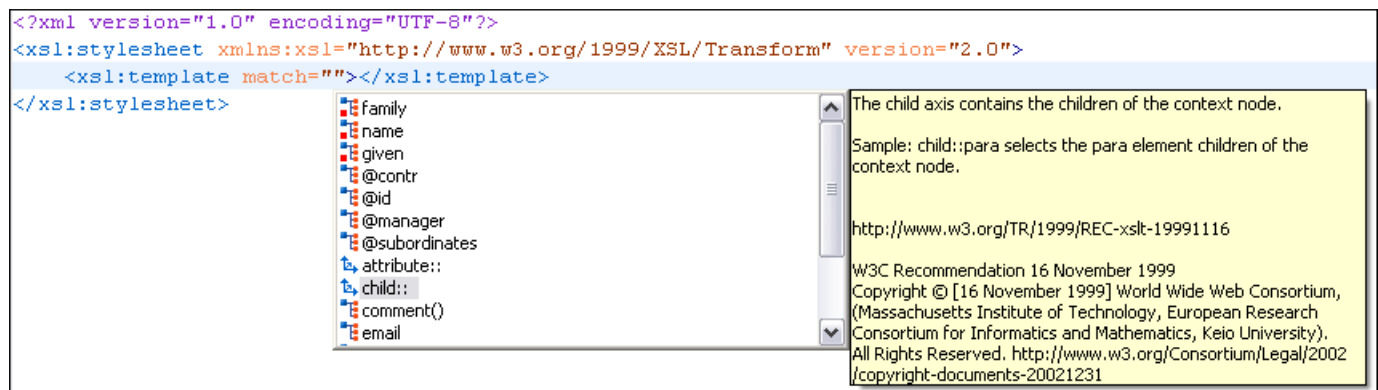 <?xml version="1.0" encoding="UTF-8"?>
<xsl:stylesheet xmlns:xsl="http://www.w3.org/1999/XSL/Transform" version="2.0">
<xsl:template match=""></xsl:template>
</xsl:stylesheet>
family
name
given
@contr
@id
@manager
@subordinates
attribute::
child::
comment()
email
The child axis contains the children of the context node.
Sample: child::para selects the para element children of the
context node.
http://www.w3.org/TR/1999/REC-xslt-19991116
W3C Recommendation 16 November 1999
Copyright © [16 November 1999] World Wide Web Consortium,
(Massachusetts Institute of Technology, European Research
Consortium for Informatics and Mathematics, Keio University).
All Rights Reserved. http://www.w3.org/Consortium/Legal/2002
/copyright-documents-20021231